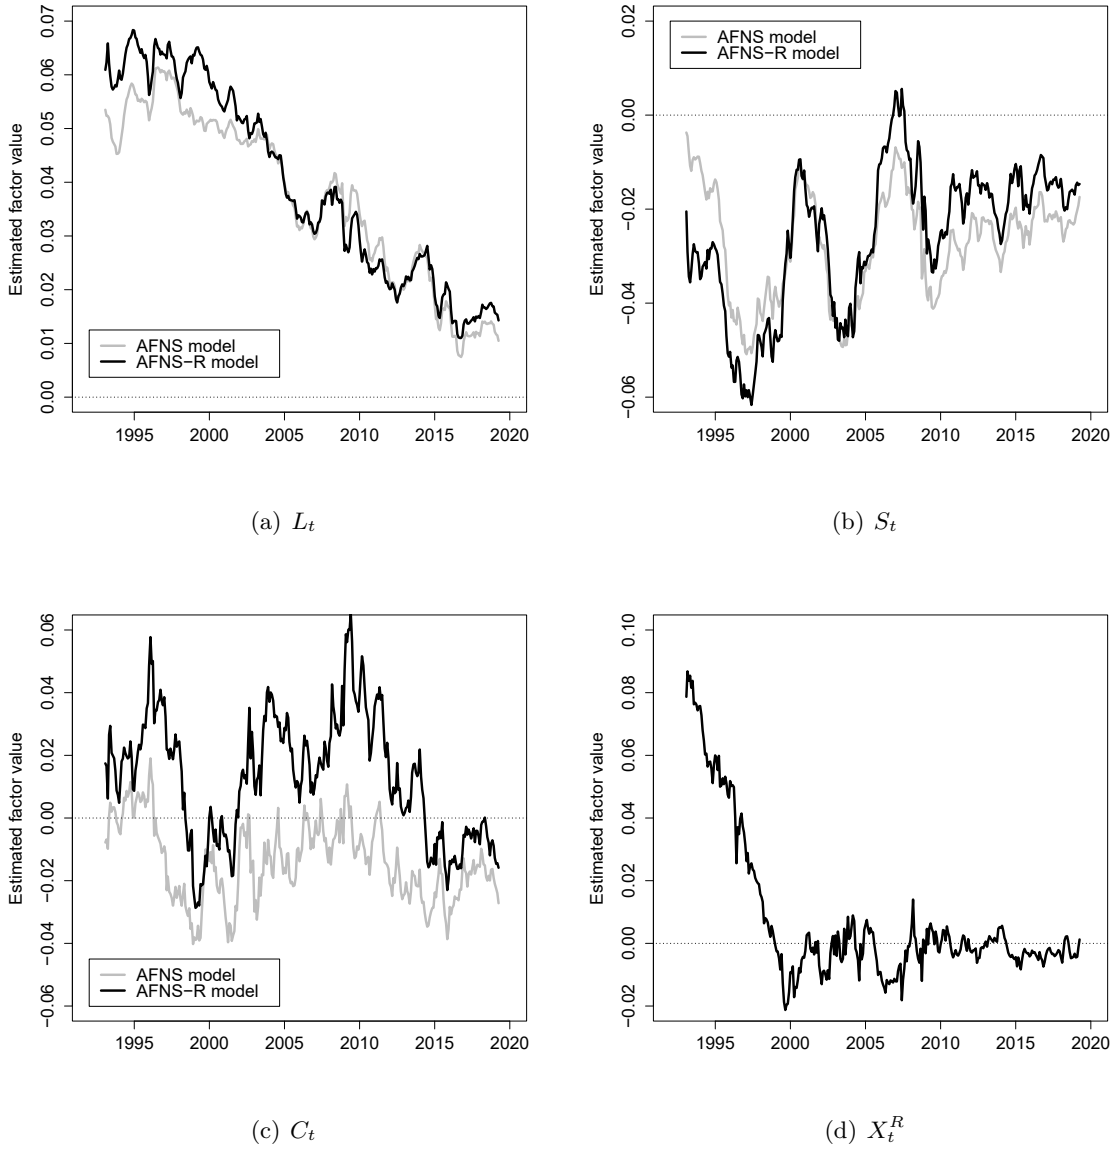 0.00 0.01 0.02 0.03 0.04 0.05 0.06 0.07
Estimated factor value
AFNS model
AFNS−R model
1995 2000 2005 2010 2015 2020
(a) L_t
−0.06 −0.04 −0.02 0.00 0.02
Estimated factor value
AFNS model
AFNS−R model
1995 2000 2005 2010 2015 2020
(b) S_t
−0.06 −0.04 −0.02 0.00 0.02 0.04 0.06
Estimated factor value
AFNS model
AFNS−R model
1995 2000 2005 2010 2015 2020
(c) C_t
−0.02 0.00 0.02 0.04 0.06 0.08 0.10
Estimated factor value
1995 2000 2005 2010 2015 2020
(d) X_t^R